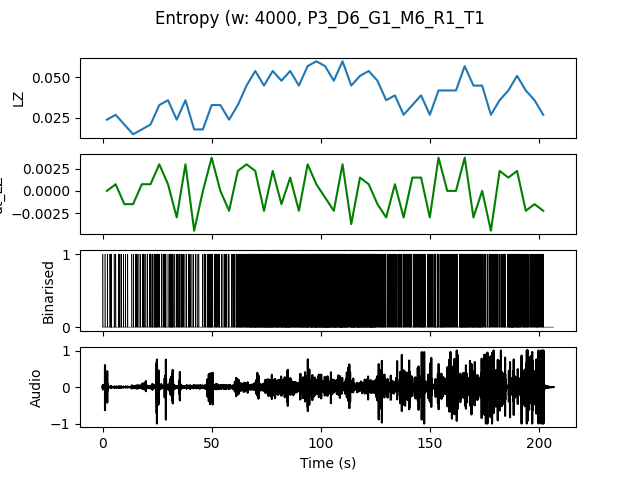 Entropy (w: 4000, P3_D6_G1_M6_R1_T1
LZ
0.050
0.025
0.0025
0.0000
−0.0025
Binarised
1
0
Audio
1
0
−1
0 50 100 150 200
Time (s)